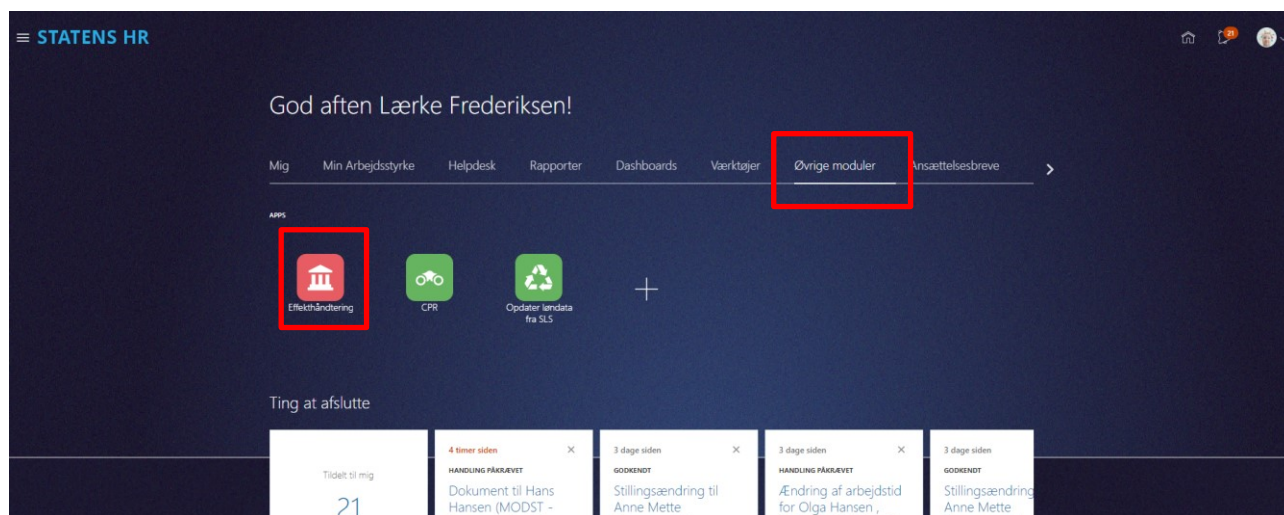 ≡ STATENS HR
21
God aften Lærke Frederiksen!
Mig Min Arbejdsstyrke Helpdesk Rapporter Dashboards Værktøjer Øvrige moduler Ansættelsesbreve
APPS
Effekthåndtering CPR Opdater løndata
fra SLS
Ting at afslutte
Tildelt til mig
21
4 timer siden
HANDLING PÅKRÆVET
Dokument til Hans
Hansen (MODST -
3 dage siden
GODKENDT
Stillingsændring til
Anne Mette
3 dage siden
HANDLING PÅKRÆVET
Ændring af arbejdstid
for Olga Hansen ,
3 dage siden
GODKENDT
Stillingsændring
Anne Mette